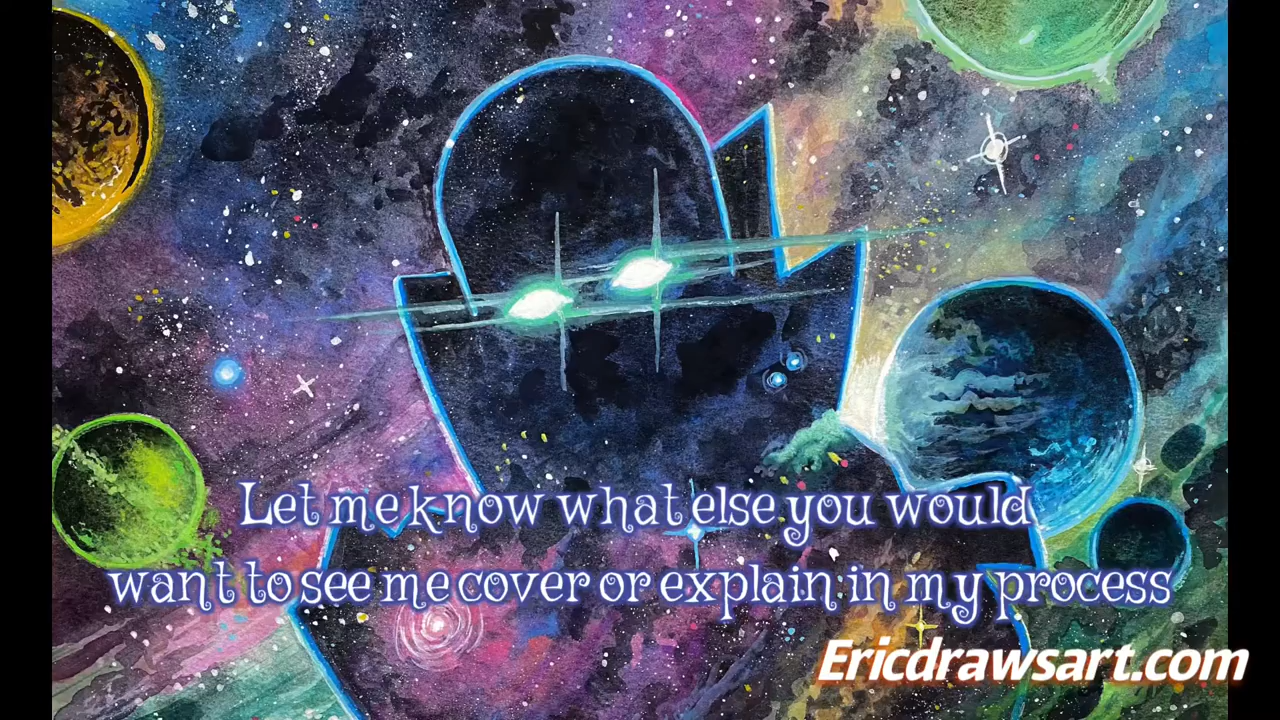 Let me know what else you would
want to see me cover or explain in my process
Ericdrawsart.com